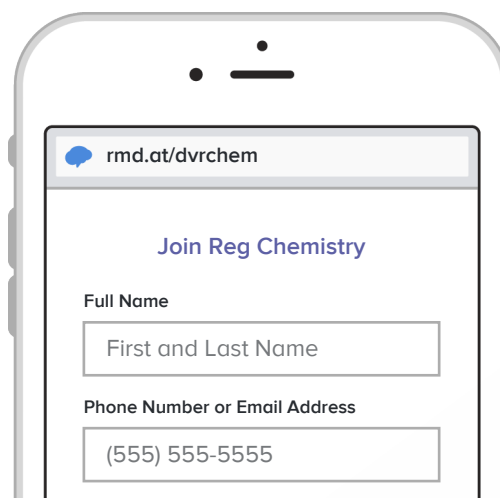 rmd.at/dvrchem
Join Reg Chemistry
Full Name
First and Last Name
Phone Number or Email Address
(555) 555-5555